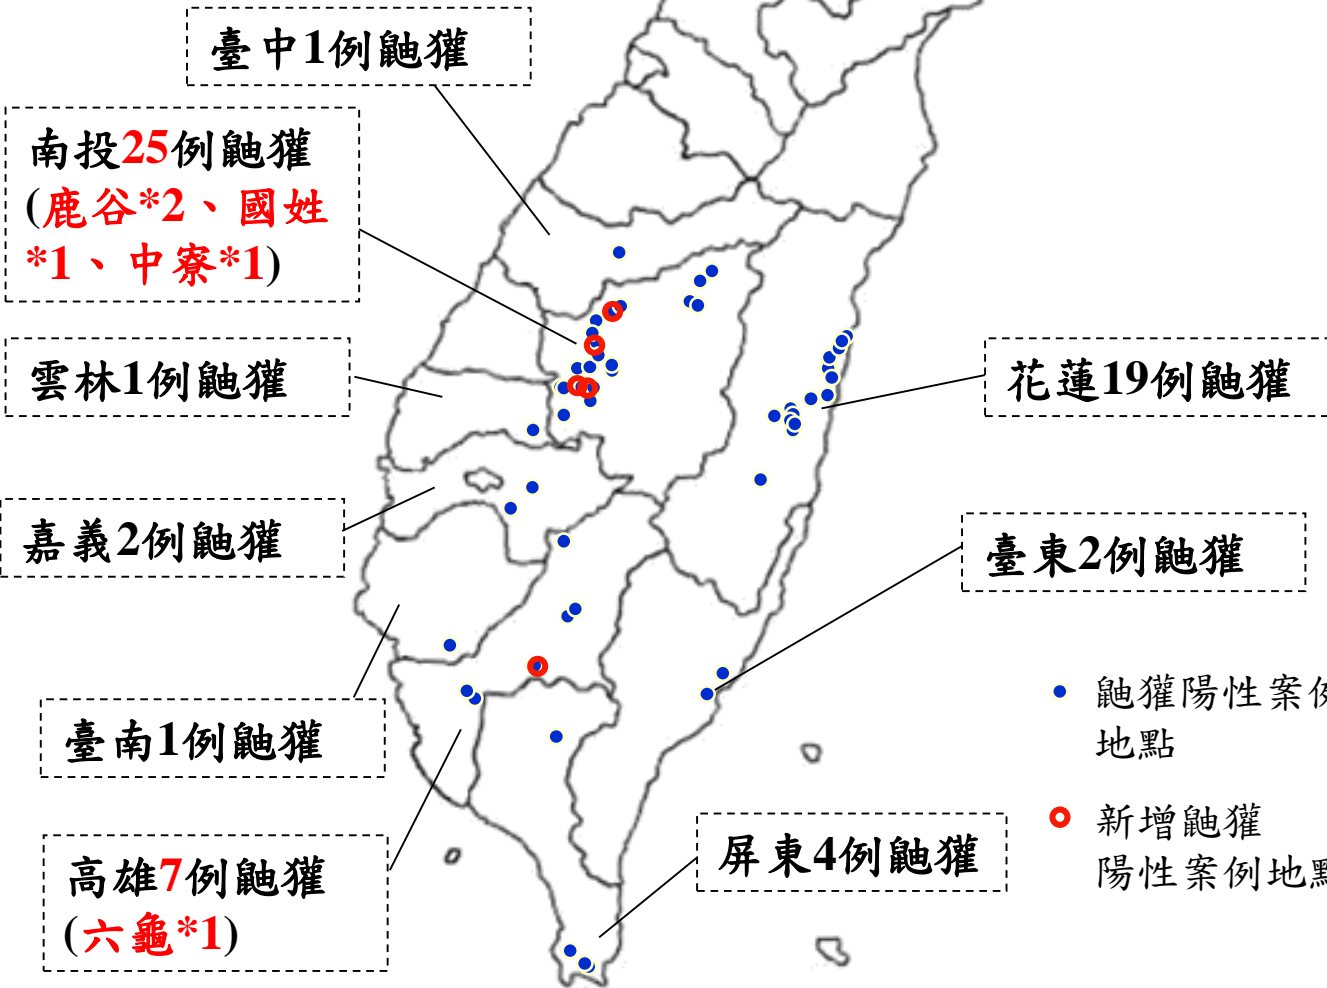 臺中1例鼬獾
南投25例鼬獾
(鹿谷*2、國姓
*1、中寮*1)
雲林1例鼬獾
花蓮19例鼬獾
嘉義2例鼬獾
臺東2例鼬獾
臺南1例鼬獾
高雄7例鼬獾
(六龜*1)
屏東4例鼬獾
鼬獾陽性案例
地點
新增鼬獾
陽性案例地點